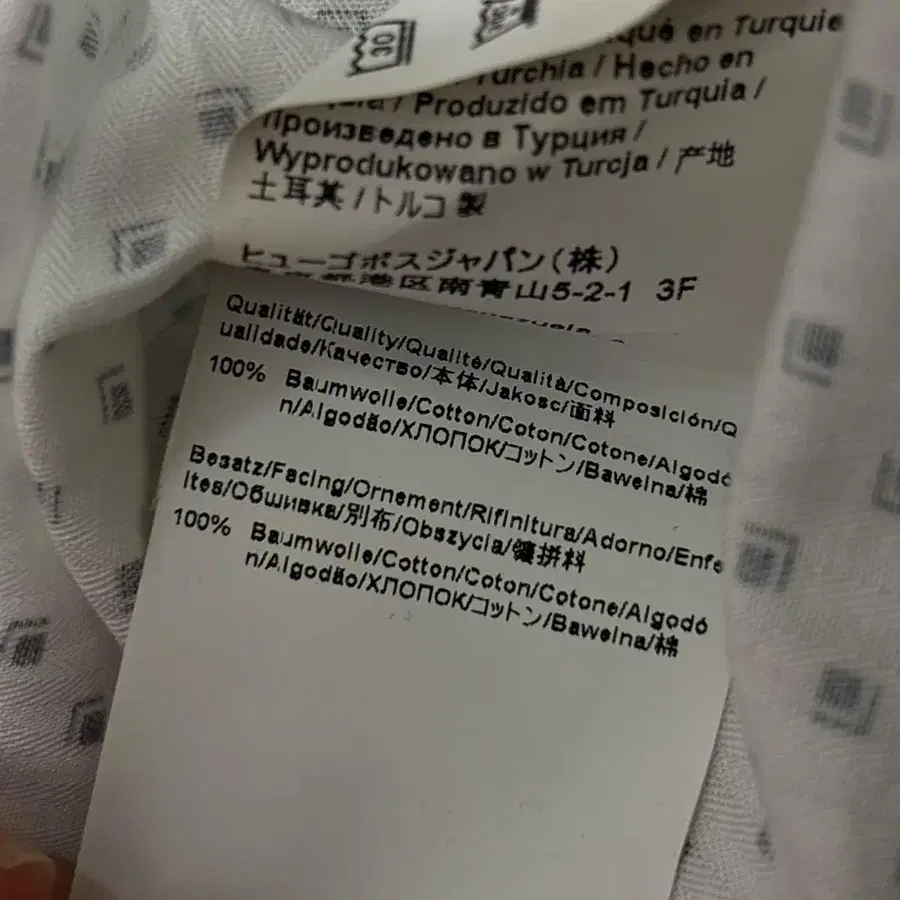 en Turquie
/ Hecho en
/ Produzido em Turquia /
Произведено в Турция /
Wyprodukowano w Turcja / 产地
土耳其 / トルコ 製
ヒューゴボスジャパン(株)
港区南青山5-2-1 3F
Qualität/Quality/Qualité/Qualità/Composición/Q
ualidade/Качество/本体/Jakosc/面料
100% Baumwolle/Cotton/Coton/Cotone/Algodó
n/Algodão/ХЛОПОК/コットン/Bawelna/棉
Besatz/Facing/Ornement/Rifinitura/Adorno/Enfe
ites/Обшивка/別布/Obszycia/镶拼料
100% Baumwolle/Cotton/Coton/Cotone/Algodó
n/Algodão/ХЛОПОК/コットン/Bawelna/棉